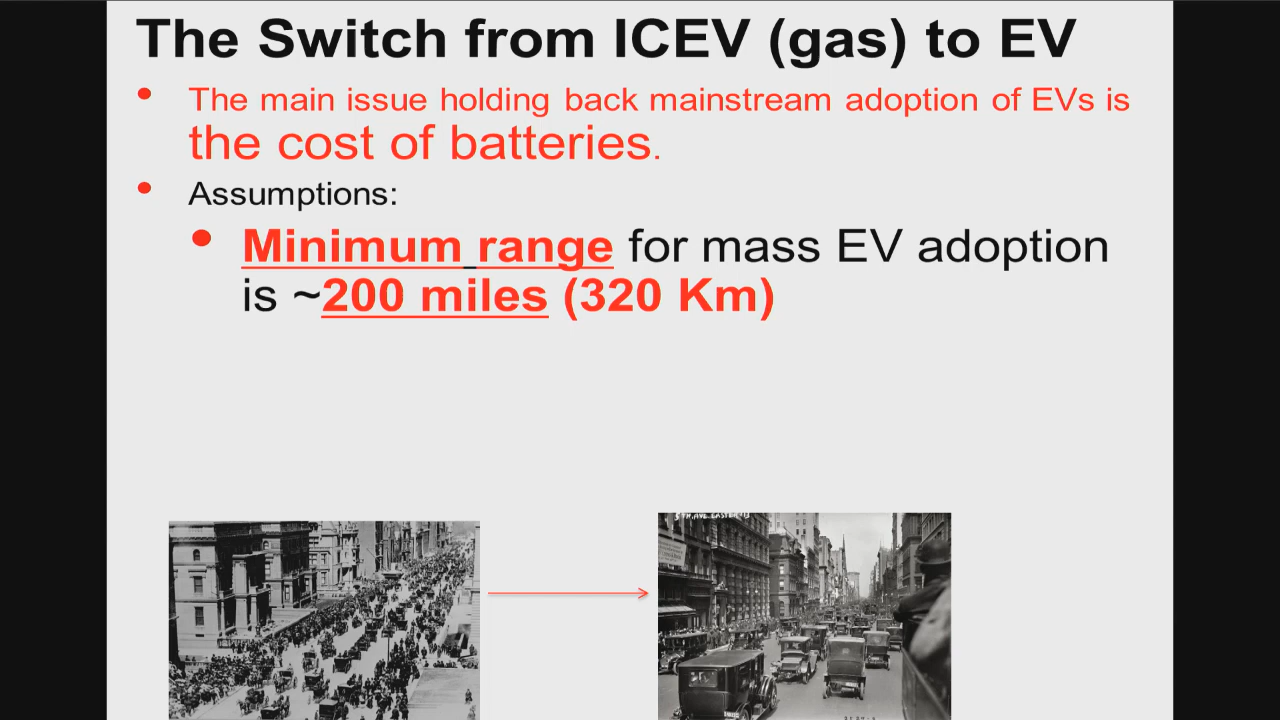 The Switch from ICEV (gas) to EV
• The main issue holding back mainstream adoption of EVs is
the cost of batteries.
• Assumptions:
• Minimum range for mass EV adoption
is ~200 miles (320 Km)